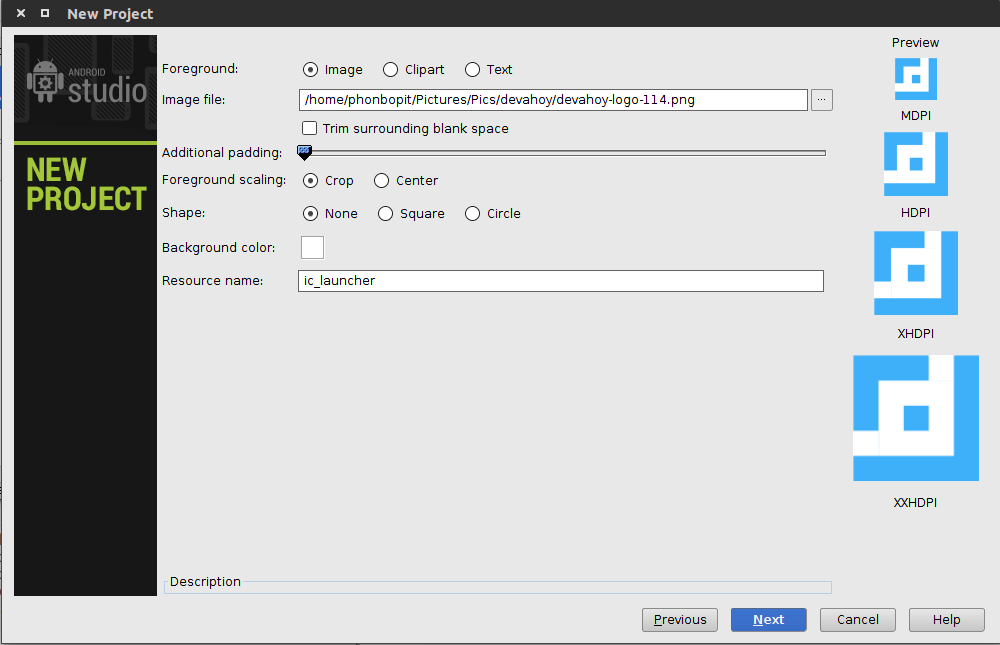 New Project
ANDROID
studio
NEW
PROJECT
Foreground: Image Clipart Text
Image file: /home/phonbopit/Pictures/Pics/devahoy/devahoy-logo-114.png ...
Trim surrounding blank space
Additional padding:
Foreground scaling: Crop Center
Shape: None Square Circle
Background color:
Resource name: ic_launcher
Preview
MDPI
HDPI
XHDPI
XXHDPI
Description
Previous Next Cancel Help